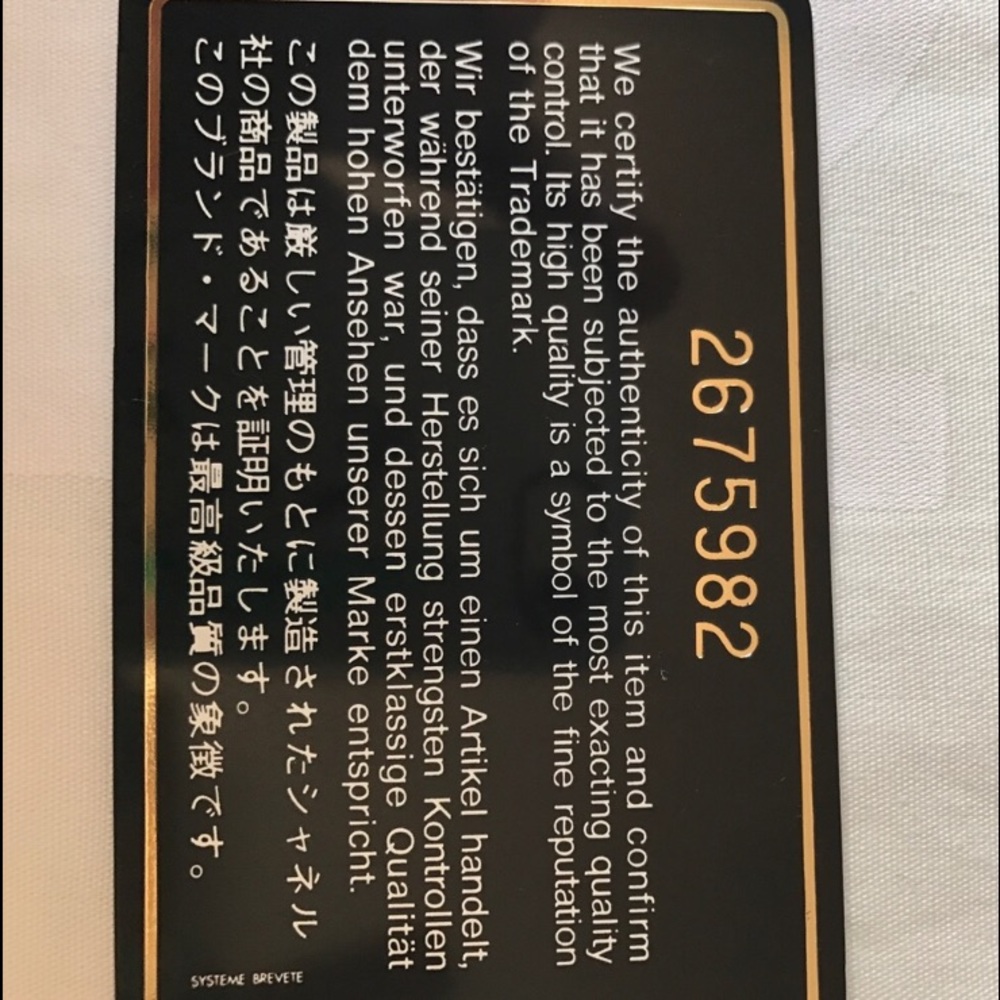 2675982
We certify the authenticity of this item and confirm
that it has been subjected to the most exacting quality
control. Its high quality is a symbol of the fine reputation
of the Trademark.
Wir bestätigen, dass es sich um einen Artikel handelt,
der während seiner Herstellung strengsten Kontrollen
unterworfen war, und dessen erstklassige Qualität
dem hohen Ansehen unserer Marke entspricht.
この製品は厳しい管理のもとに製造されたシャネル
社の商品であることを証明いたします。
このブランド・マークは最高級品質の象徴です。
SYSTEME BREVETE